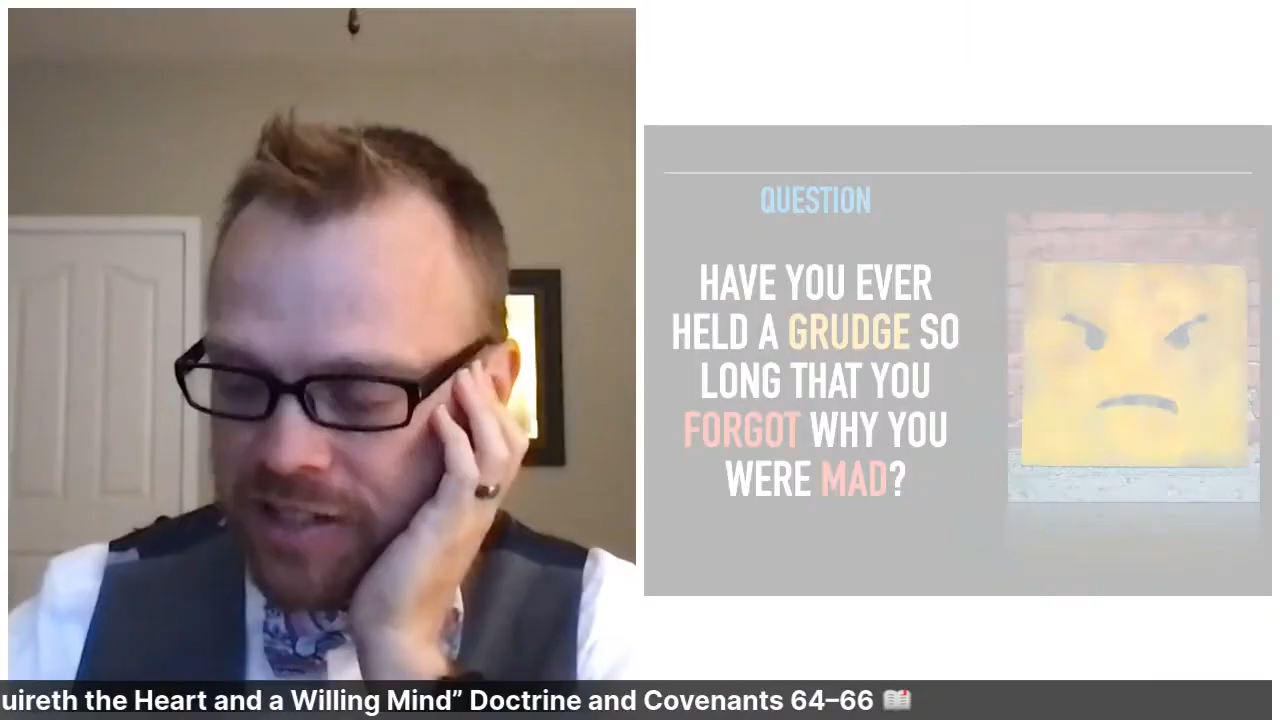 QUESTION
HAVE YOU EVER
HELD A GRUDGE SO
LONG THAT YOU
FORGOT WHY YOU
WERE MAD?
uireth the Heart and a Willing Mind” Doctrine and Covenants 64–66 📖